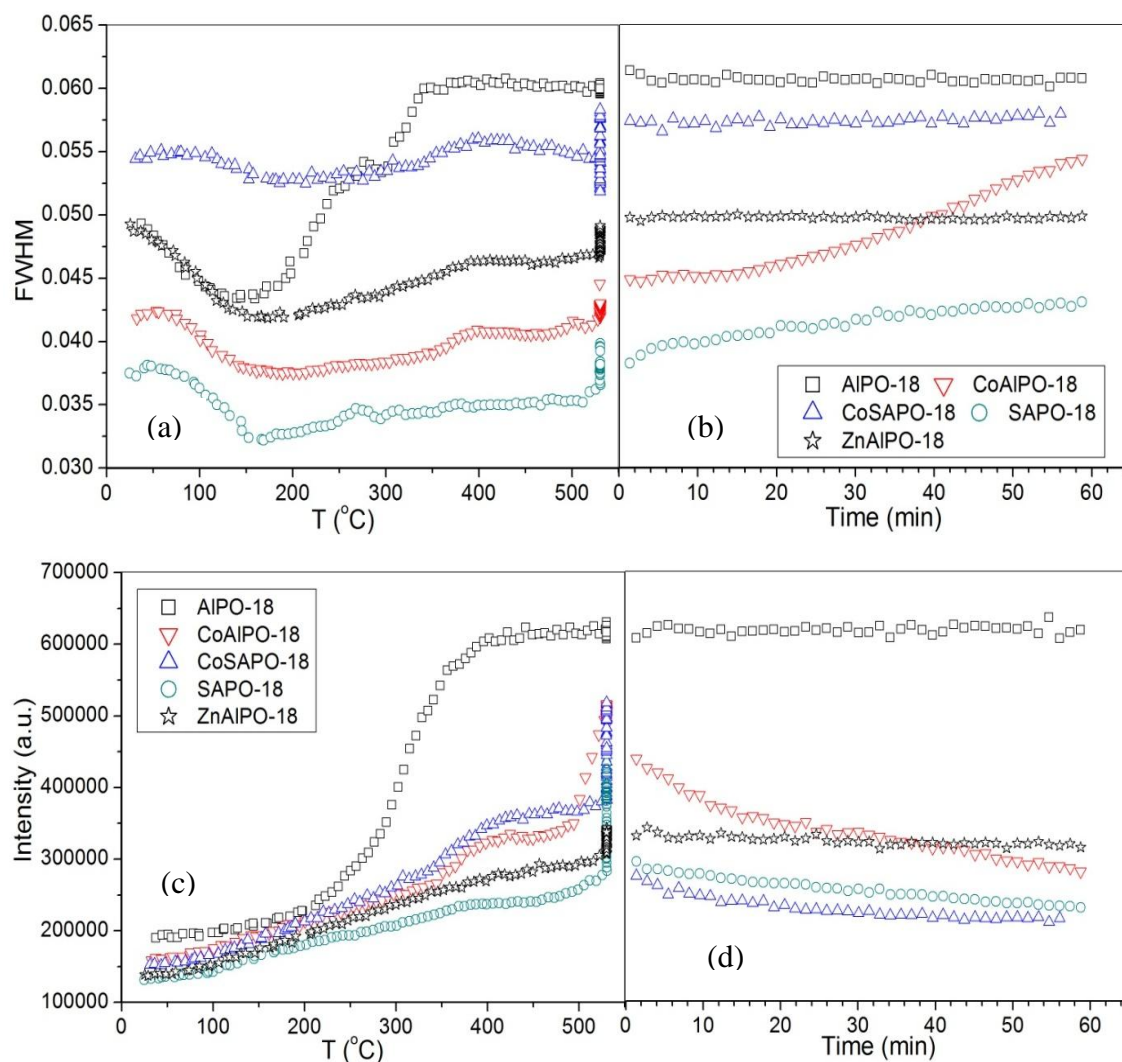 0.065
0.060
0.055
0.050
0.045
0.040
0.035
0.030
FWHM
(a)
0 100 200 300 400 500
T (°C)
(b)
AlPO-18 CoAlPO-18
CoSAPO-18 SAPO-18
ZnAlPO-18
0 10 20 30 40 50 60
Time (min)
700000
600000
500000
400000
300000
200000
100000
Intensity (a.u.)
AlPO-18
CoAlPO-18
CoSAPO-18
SAPO-18
ZnAlPO-18
(c)
0 100 200 300 400 500
T (°C)
(d)
0 10 20 30 40 50 60
Time (min)